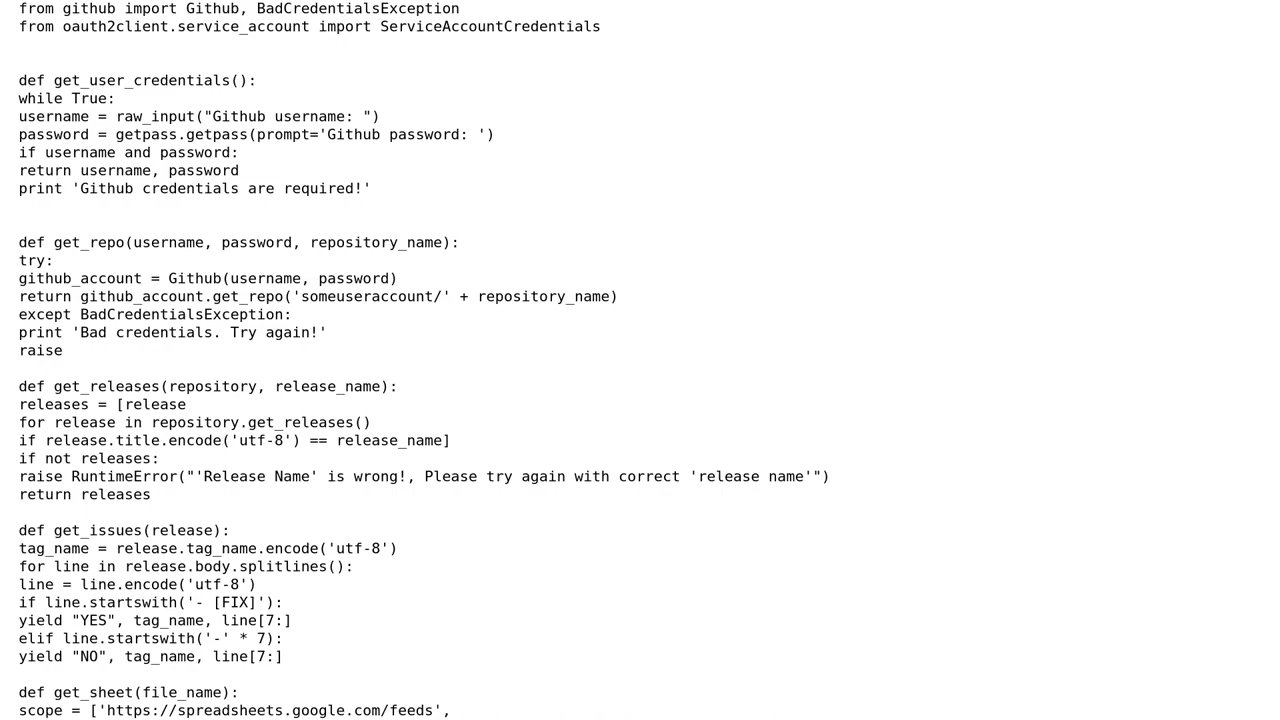 from github import Github, BadCredentialsException
from oauth2client.service_account import ServiceAccountCredentials
def get_user_credentials():
while True:
username = raw_input("Github username: ")
password = getpass.getpass(prompt='Github password: ')
if username and password:
return username, password
print 'Github credentials are required!'
def get_repo(username, password, repository_name):
try:
github_account = Github(username, password)
return github_account.get_repo('someuseraccount/' + repository_name)
except BadCredentialsException:
print 'Bad credentials. Try again!'
raise
def get_releases(repository, release_name):
releases = [release
for release in repository.get_releases()
if release.title.encode('utf-8') == release_name]
if not releases:
raise RuntimeError("'Release Name' is wrong!, Please try again with correct 'release name'")
return releases
def get_issues(release):
tag_name = release.tag_name.encode('utf-8')
for line in release.body.splitlines():
line = line.encode('utf-8')
if line.startswith('- [FIX]'):
yield "YES", tag_name, line[7:]
elif line.startswith('-' * 7):
yield "NO", tag_name, line[7:]
def get_sheet(file_name):
scope = ['https://spreadsheets.google.com/feeds',